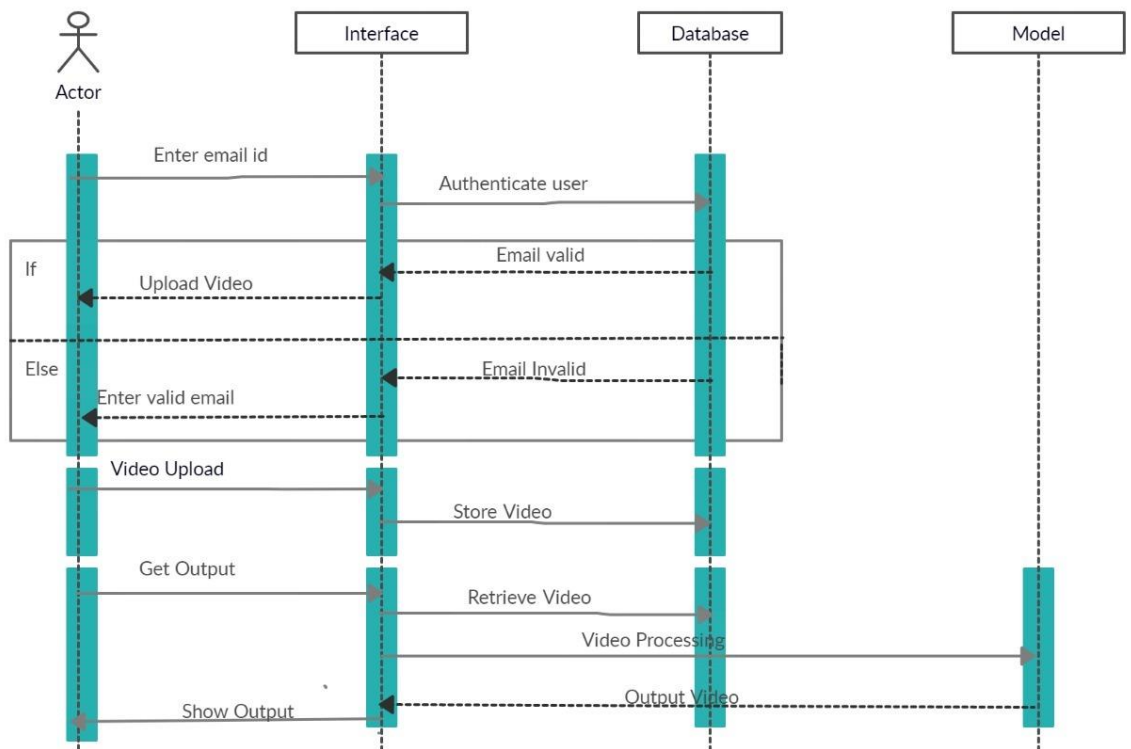 Interface
Database
Model
Actor
Enter email id
Authenticate user
If
Email valid
Upload Video
Else
Email Invalid
Enter valid email
Video Upload
Store Video
Get Output
Retrieve Video
Video Processing
Output Video
Show Output